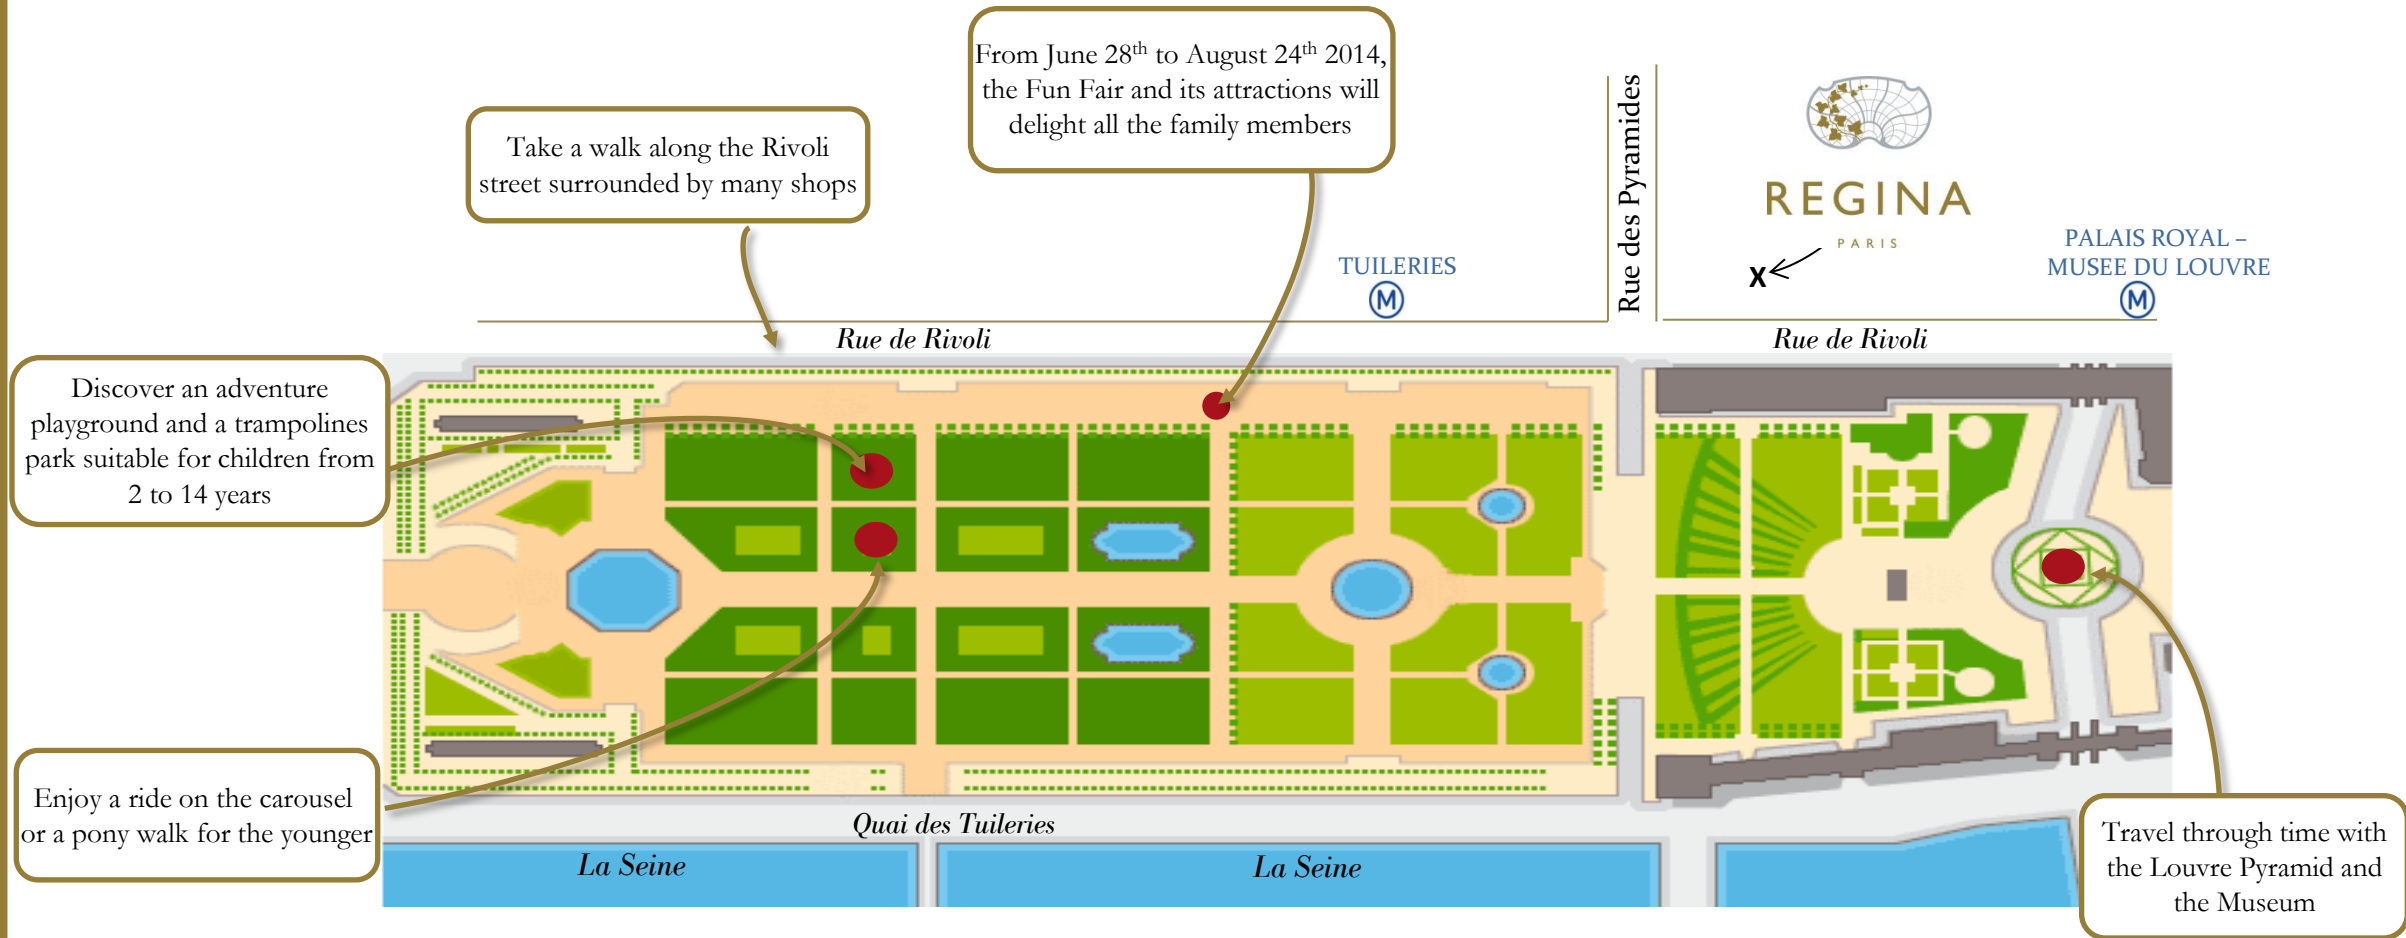 From June 28th to August 24th 2014,
the Fun Fair and its attractions will
delight all the family members
Take a walk along the Rivoli
street surrounded by many shops
Rue des Pyramides
REGINA
PARIS
X
TUILERIES
M
PALAIS ROYAL –
MUSEE DU LOUVRE
M
Rue de Rivoli
Rue de Rivoli
Discover an adventure
playground and a trampolines
park suitable for children from
2 to 14 years
Enjoy a ride on the carousel
or a pony walk for the younger
Quai des Tuileries
La Seine
La Seine
Travel through time with
the Louvre Pyramid and
the Museum